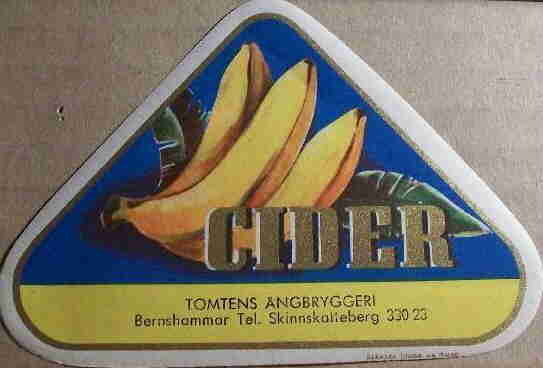 CIDER
TOMTENS ÅNGBRYGGERI
Bernshammar Tel. Skinnskatteberg 330 23